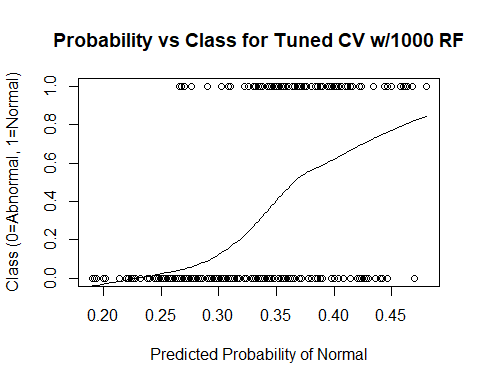 Probability vs Class for Tuned CV w/1000 RF
Class (0=Abnormal, 1=Normal)
1.0
0.8
0.6
0.4
0.2
0.0
0.20 0.25 0.30 0.35 0.40 0.45
Predicted Probability of Normal